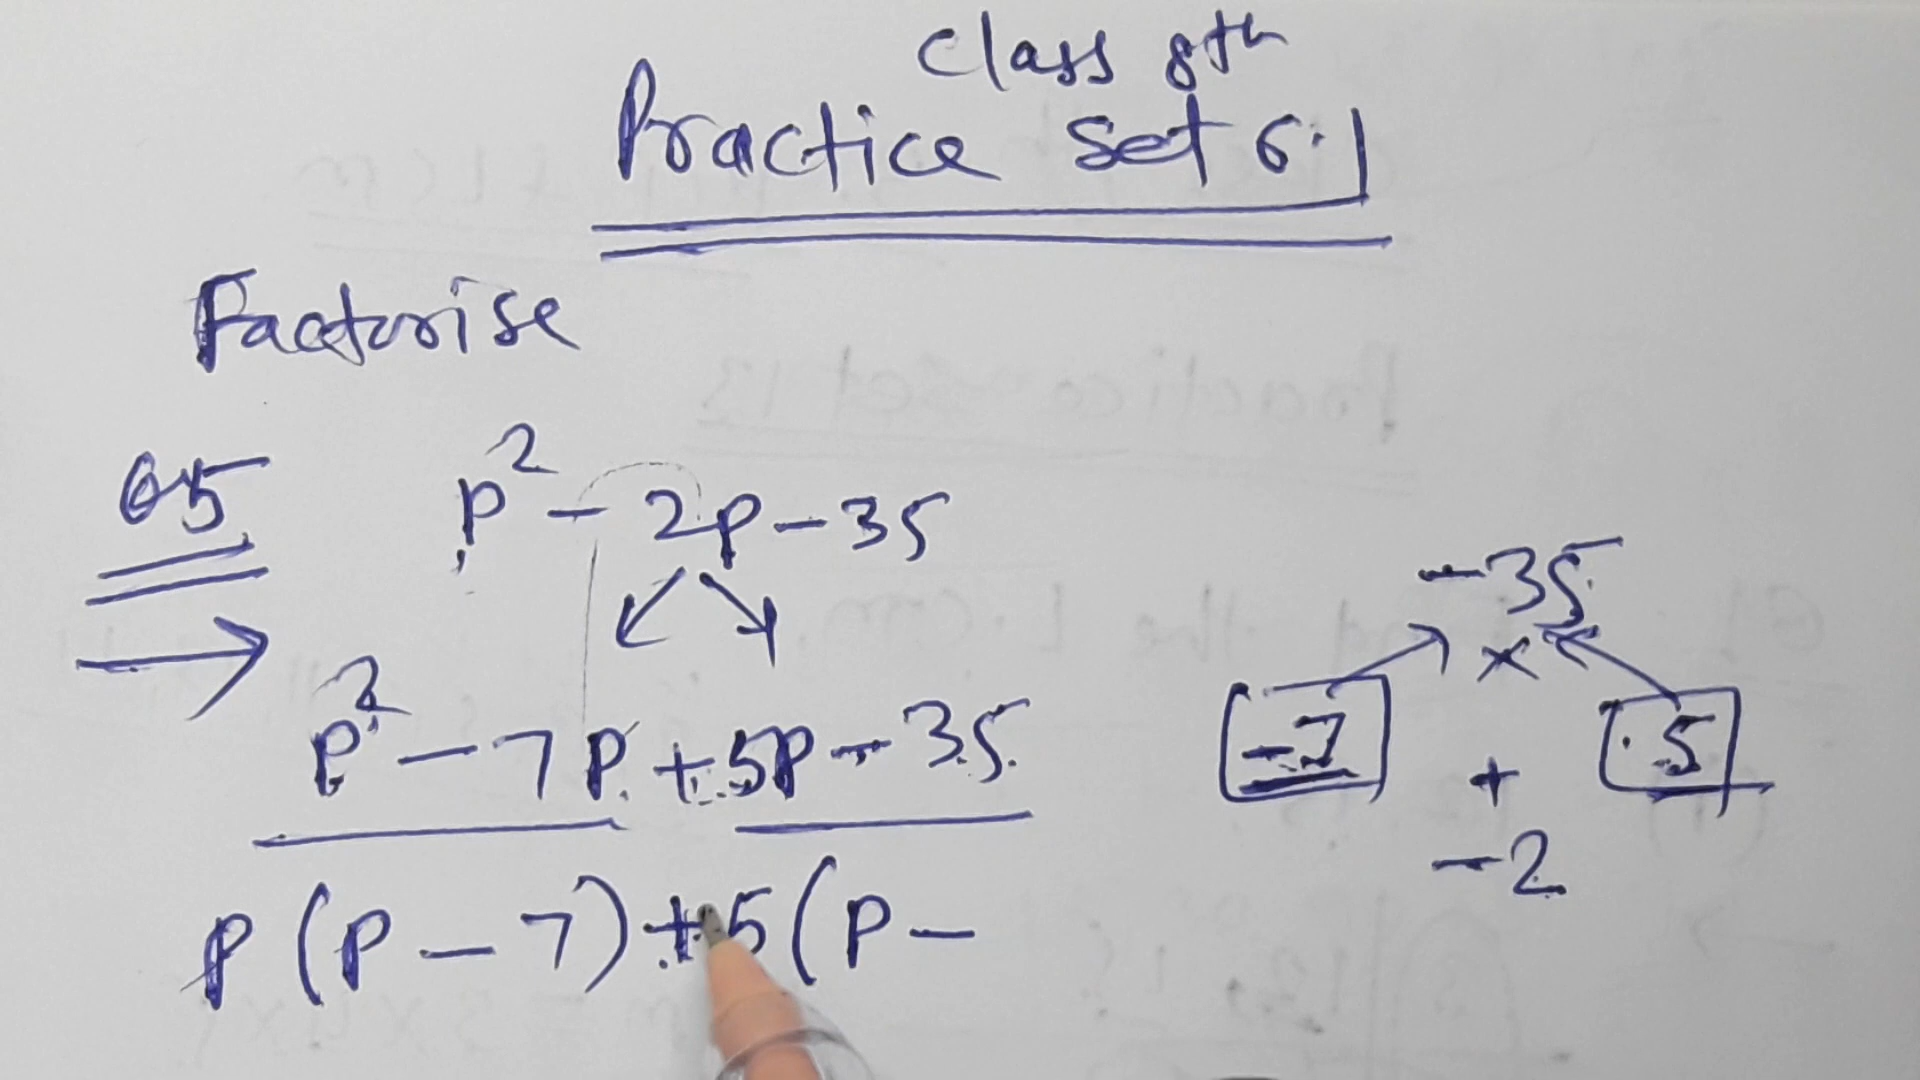 Class 8th
Practice Set 6.1
Factorise
Q5 p² - 2p - 35
p² - 7p + 5p - 35
p (p - 7) + 5 (p -
-35
×
-7 5
+
-2